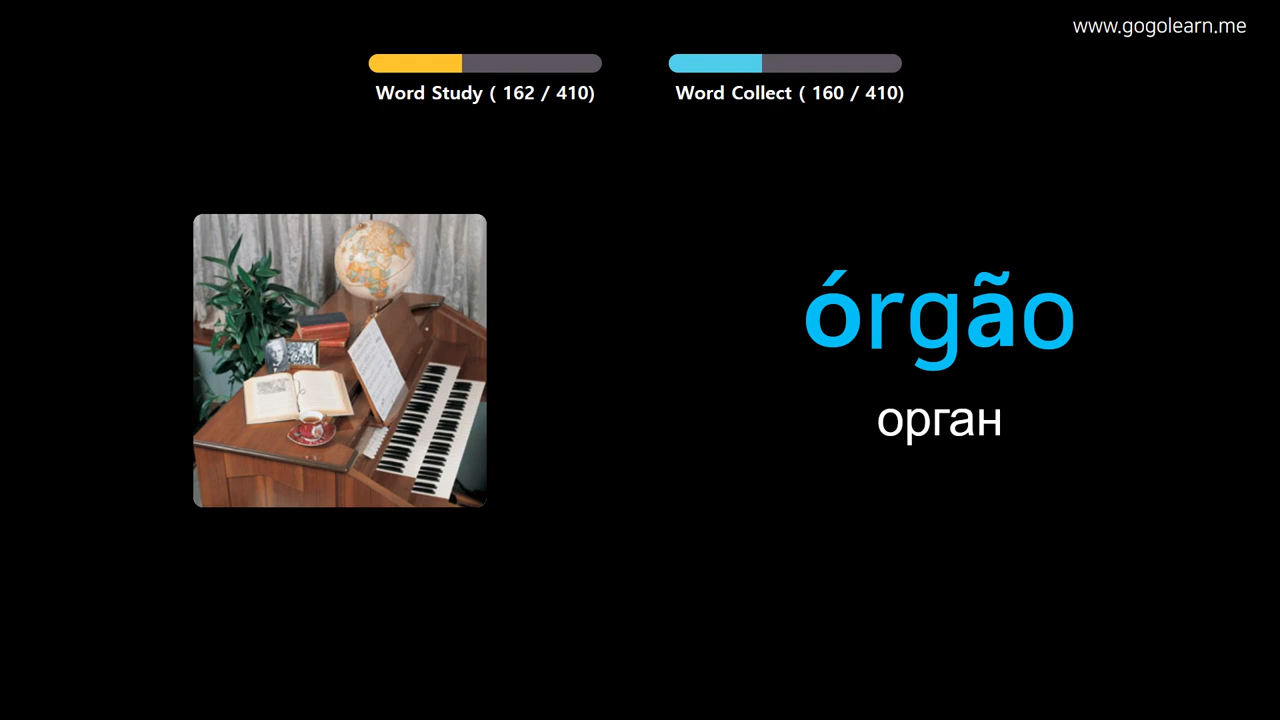 www.gogolearn.me
Word Study ( 162 / 410)
Word Collect ( 160 / 410)
órgão
орган